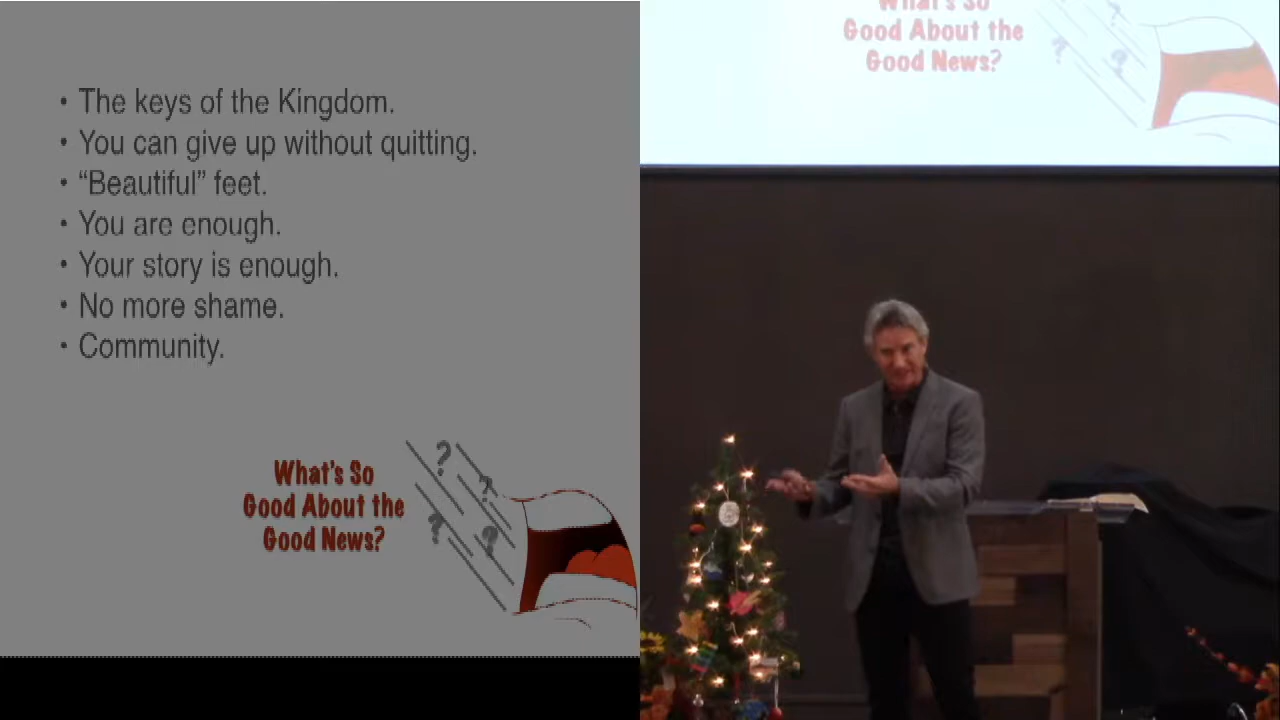 • The keys of the Kingdom.
• You can give up without quitting.
• “Beautiful” feet.
• You are enough.
• Your story is enough.
• No more shame.
• Community.
What's So
Good About the
Good News?
What's So
Good About the
Good News?